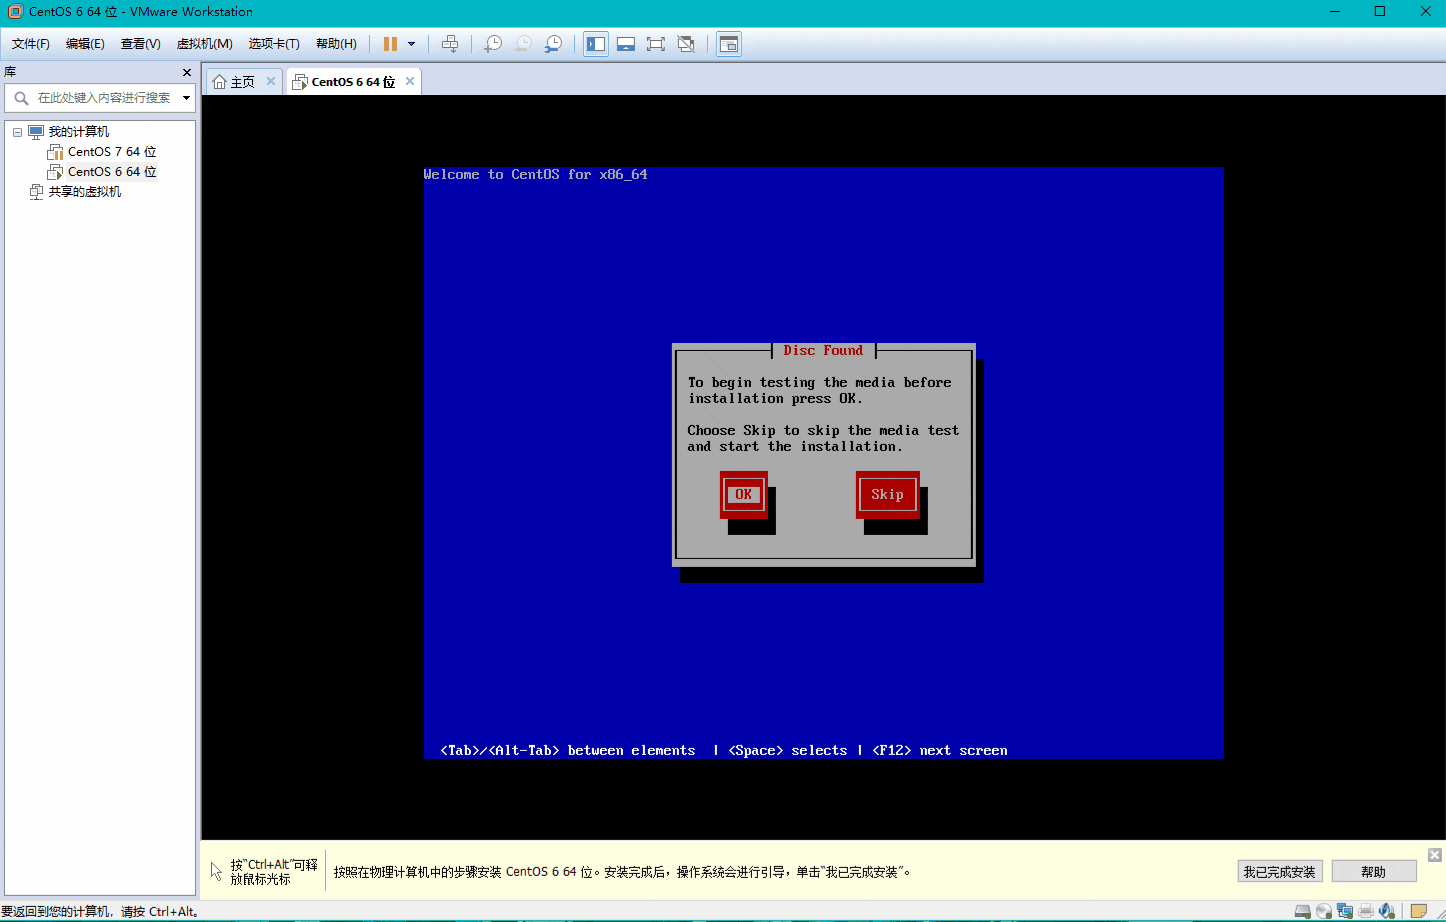 CentOS 6 64 位 - VMware Workstation
文件(F) 编辑(E) 查看(V) 虚拟机(M) 选项卡(T) 帮助(H)
库
在此处键入内容进行搜索
我的计算机
CentOS 7 64 位
CentOS 6 64 位
共享的虚拟机
主页
CentOS 6 64 位
Welcome to CentOS for x86_64
Disc Found
To begin testing the media before
installation press OK.
Choose Skip to skip the media test
and start the installation.
OK Skip
<Tab>/<Alt-Tab> between elements | <Space> selects | <F12> next screen
按“Ctrl+Alt”可释
放鼠标光标
按照在物理计算机中的步骤安装 CentOS 6 64 位。安装完成后，操作系统会进行引导，单击“我已完成安装”。
我已完成安装 帮助
要返回到您的计算机，请按 Ctrl+Alt。